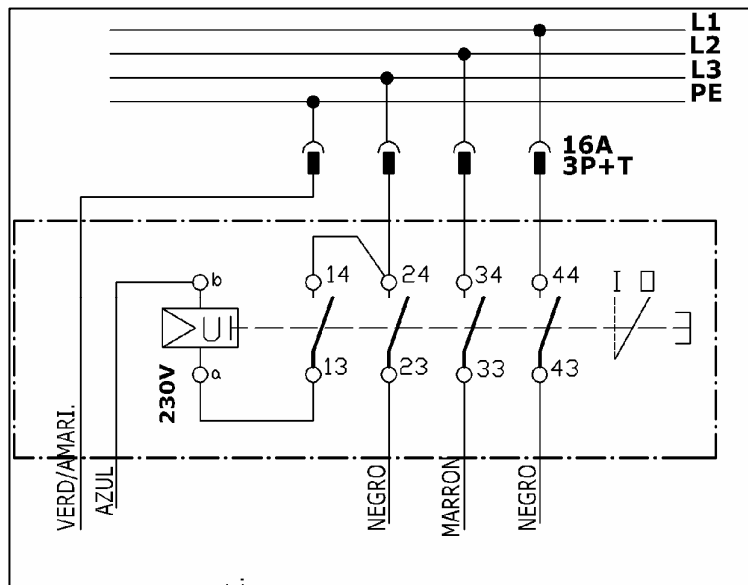 L1
L2
L3
PE
16A
3P+T
b
14
24
34
44
I
U
230V
a
13
23
33
43
VERD/AMARI.
AZUL
NEGRO
MARRON
NEGRO